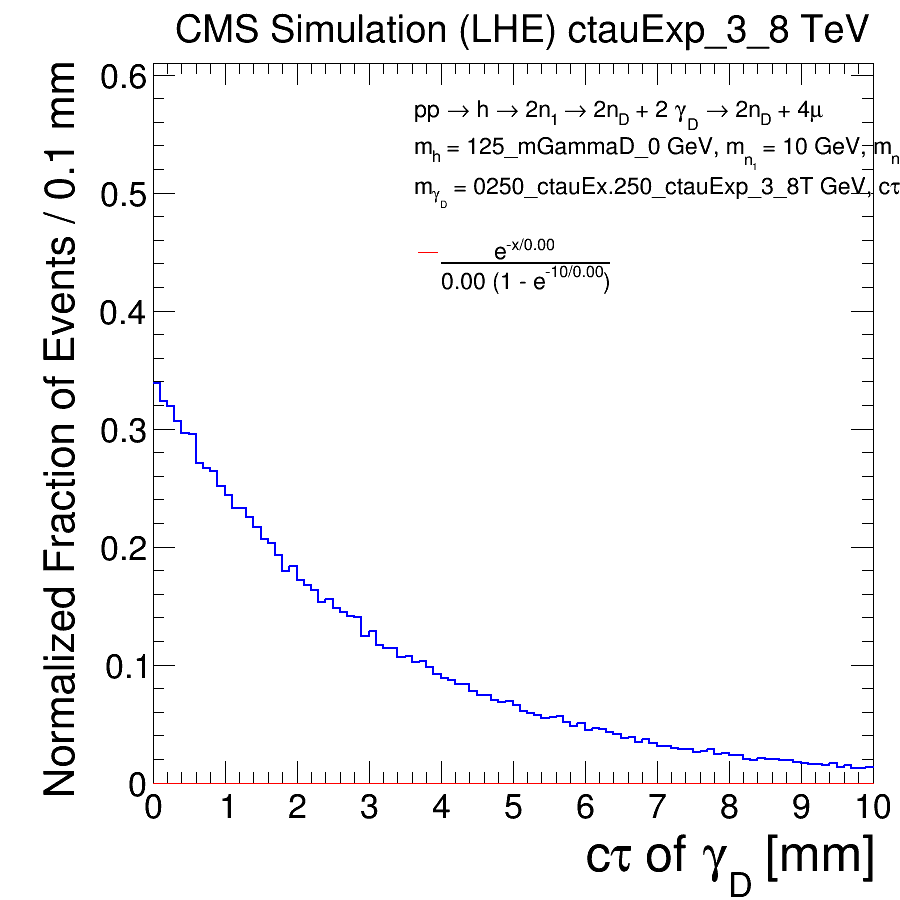 CMS Simulation (LHE) ctauExp_3_8 TeV
Normalized Fraction of Events / 0.1 mm
0.6
0.5
0.4
0.3
0.2
0.1
0
pp → h → 2n1 → 2nD + 2 γD → 2nD + 4μ
mh = 125_mGammaD_0 GeV, mn1 = 10 GeV, mn
mγD = 0250_ctauEx.250_ctauExp_3_8T GeV, cτ
e-x/0.00
0.00 (1 - e-10/0.00)
0 1 2 3 4 5 6 7 8 9 10
cτ of γD [mm]